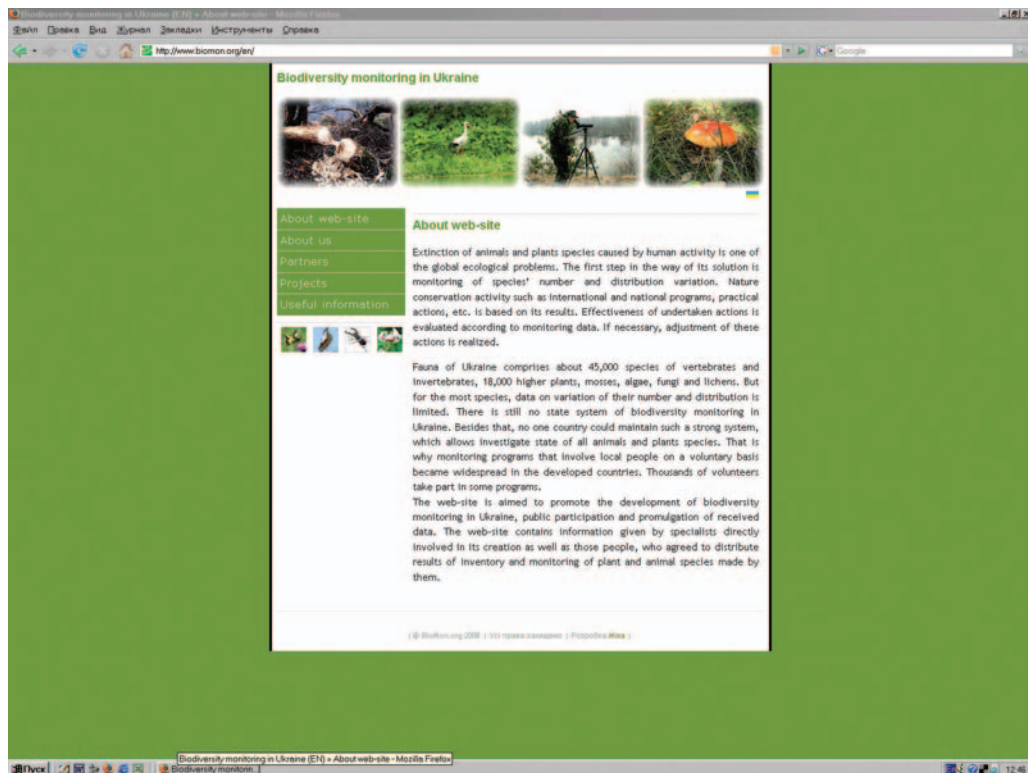 Biodiversity monitoring in Ukraine (EN) » About web-site - Mozilla Firefox
Файл Правка Вид Журнал Закладки Инструменты Справка
http://www.biomon.org/en/
Google
Biodiversity monitoring in Ukraine
About web-site
About us
Partners
Projects
Useful information
About web-site
Extinction of animals and plants species caused by human activity is one of
the global ecological problems. The first step in the way of its solution is
monitoring of species' number and distribution variation. Nature
conservation activity such as international and national programs, practical
actions, etc. is based on its results. Effectiveness of undertaken actions is
evaluated according to monitoring data. If necessary, adjustment of these
actions is realized.
Fauna of Ukraine comprises about 45,000 species of vertebrates and
invertebrates, 18,000 higher plants, mosses, algae, fungi and lichens. But
for the most species, data on variation of their number and distribution is
limited. There is still no state system of biodiversity monitoring in
Ukraine. Besides that, no one country could maintain such a strong system,
which allows investigate state of all animals and plants species. That is
why monitoring programs that involve local people on a voluntary basis
became widespread in the developed countries. Thousands of volunteers
take part in some programs.
The web-site is aimed to promote the development of biodiversity
monitoring in Ukraine, public participation and promulgation of received
data. The web-site contains information given by specialists directly
involved in its creation as well as those people, who agreed to distribute
results of inventory and monitoring of plant and animal species made by
them.
| © BioMon.org 2008 | Усі права захищено | Розробка |
Biodiversity monitoring in Ukraine (EN) » About web-site - Mozilla Firefox
Пуск Biodiversity monitorin 12:46